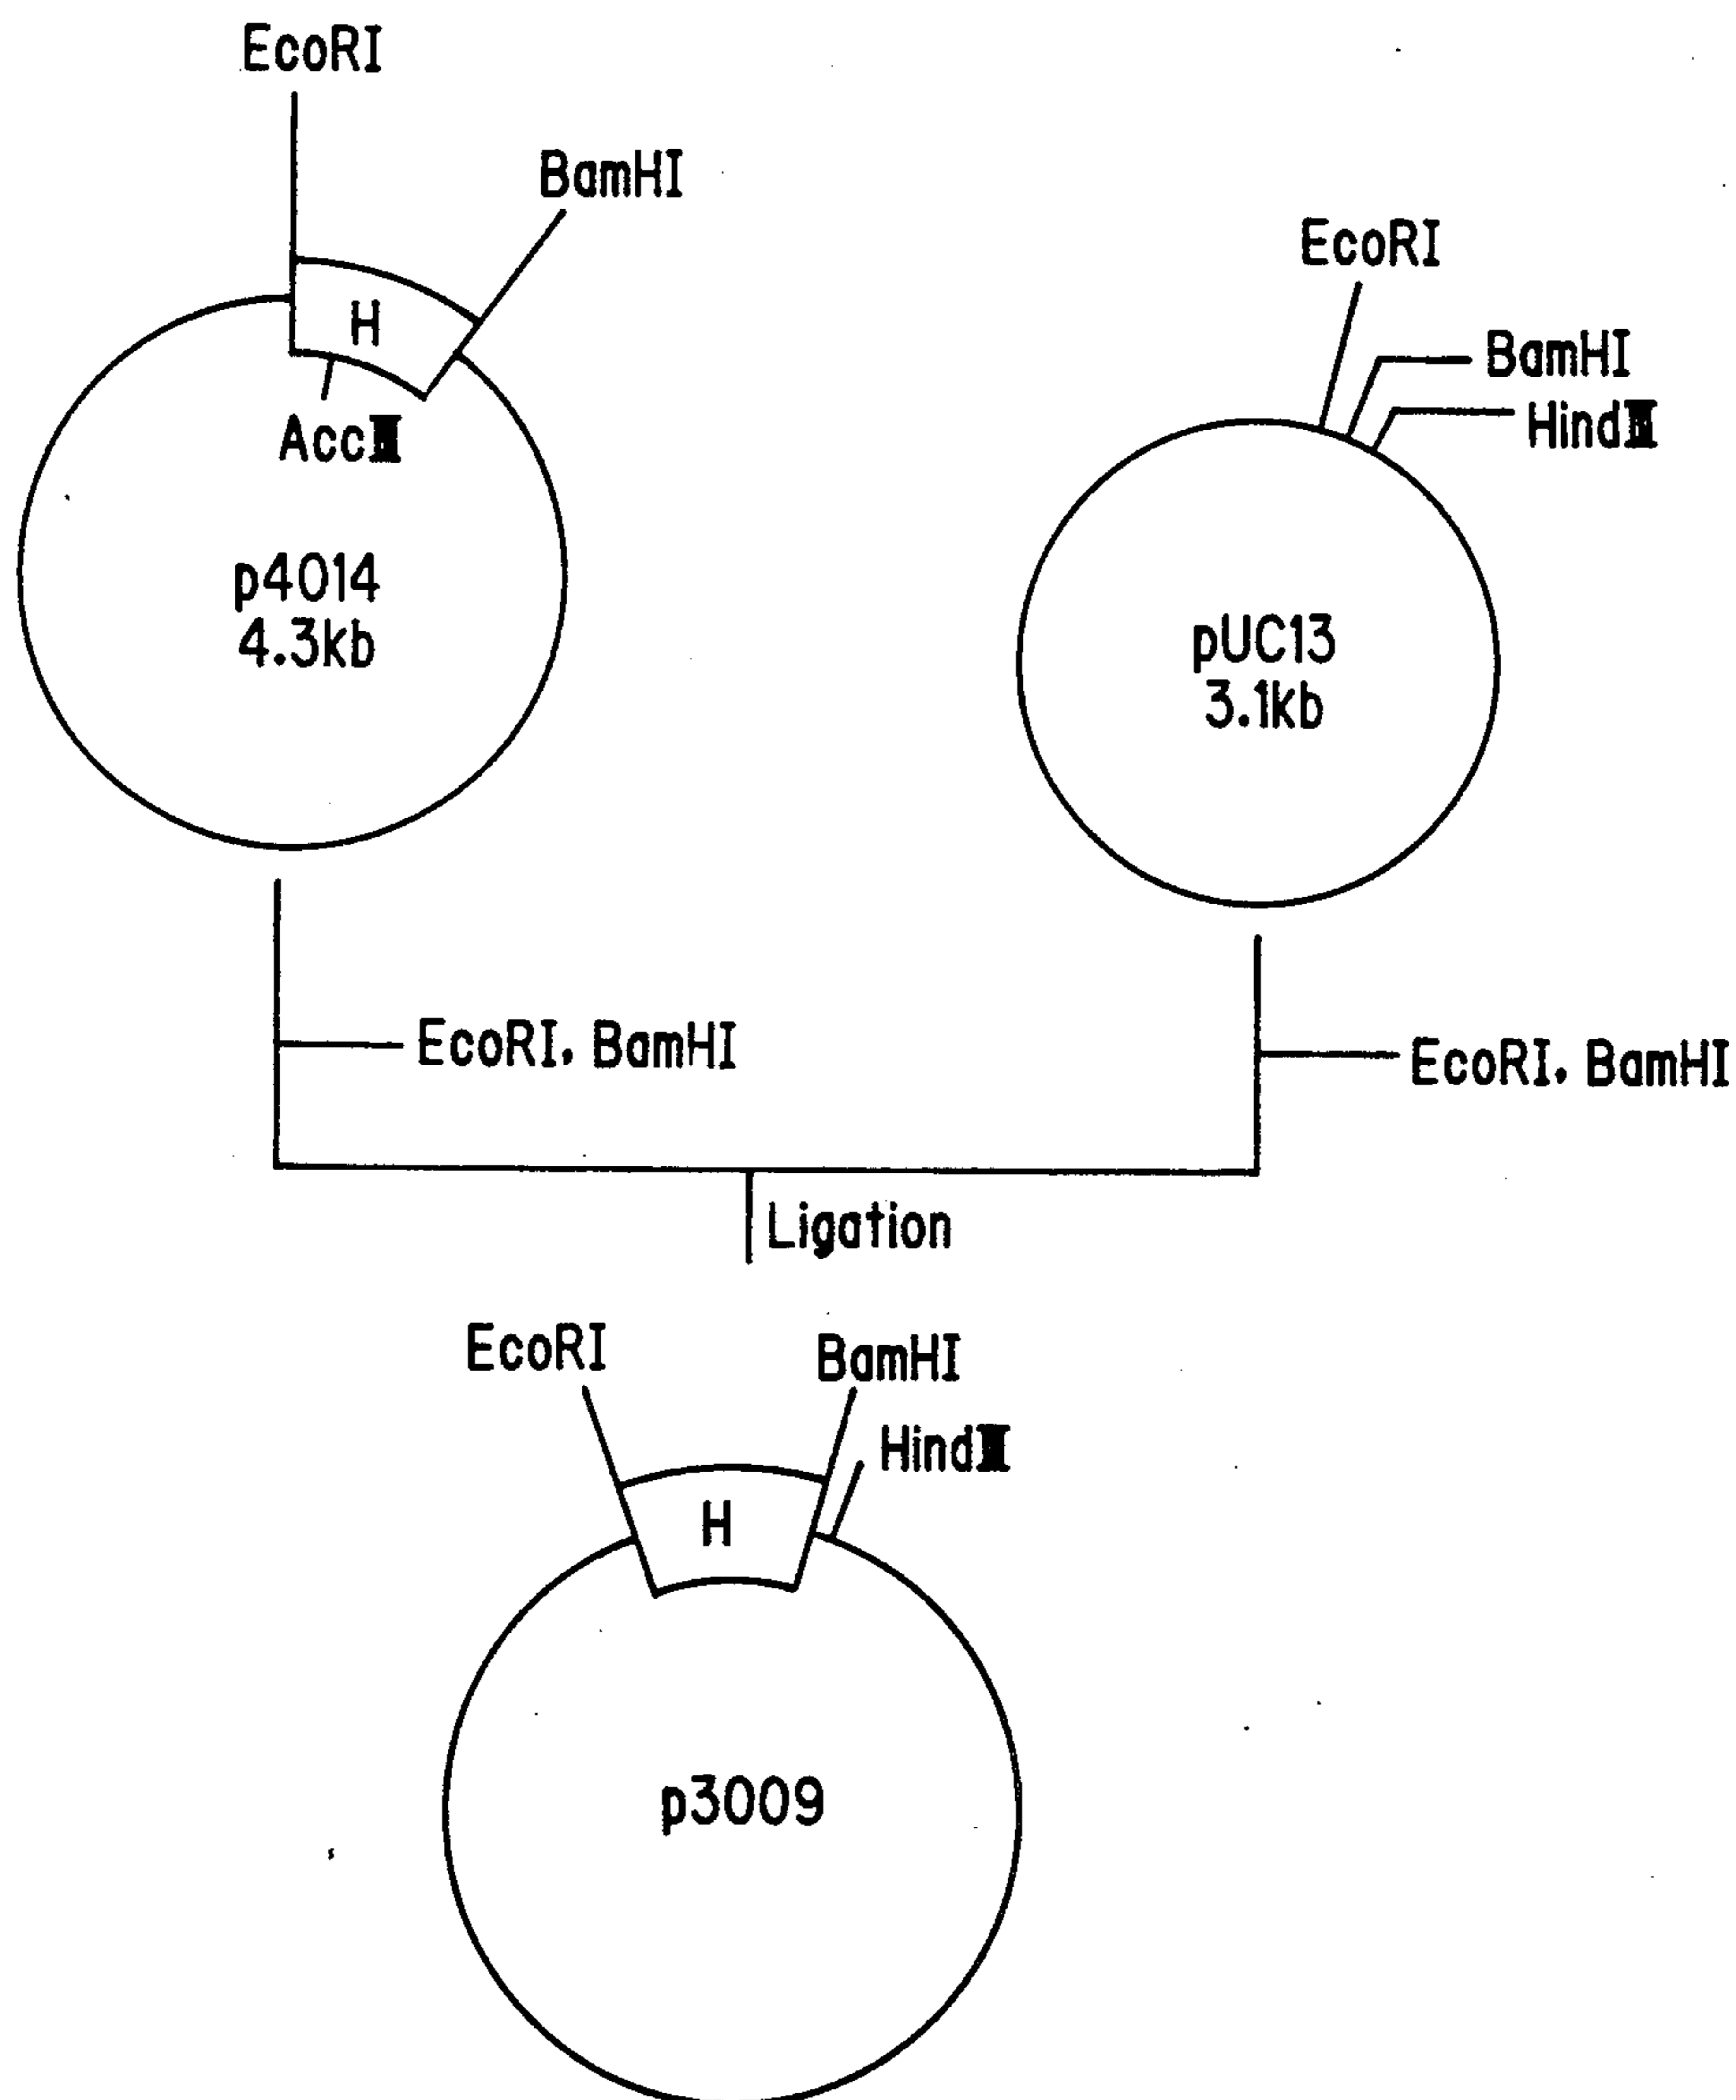 EcoRI
BamHI
H
AccIII
p4014
4.3kb
EcoRI
BamHI
HindIII
pUC13
3.1kb
EcoRI, BamHI
EcoRI, BamHI
Ligation
EcoRI
BamHI
HindIII
H
p3009